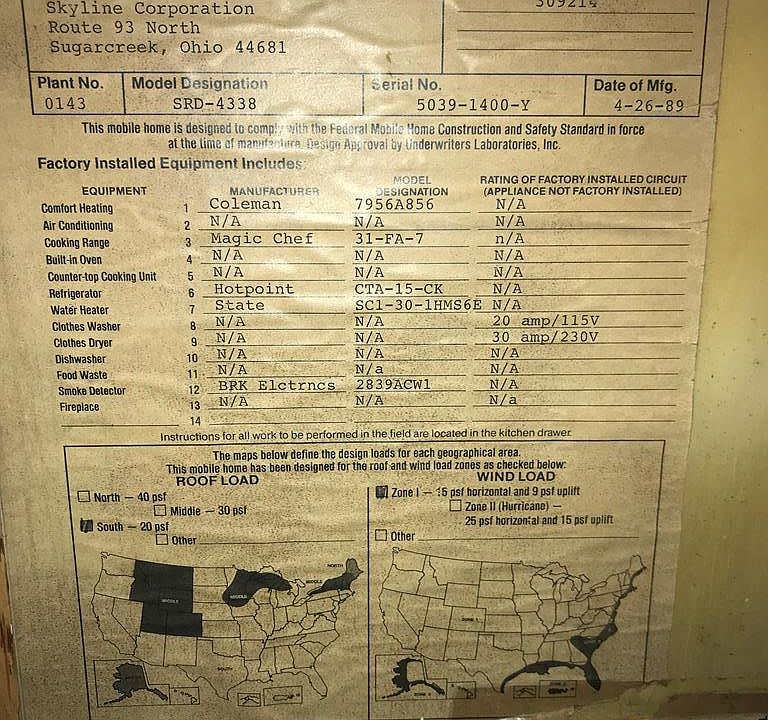 Skyline Corporation
309214
Route 93 North
Sugarcreek, Ohio 44681
Plant No. Model Designation Serial No. Date of Mfg.
0143 SRD-4338 5039-1400-Y 4-26-89
This mobile home is designed to comply with the Federal Mobile Home Construction and Safety Standard in force
at the time of manufacture. Design Approval by Underwriters Laboratories, Inc.
Factory Installed Equipment Includes:
EQUIPMENT MANUFACTURER MODEL DESIGNATION RATING OF FACTORY INSTALLED CIRCUIT (APPLIANCE NOT FACTORY INSTALLED)
Comfort Heating 1 Coleman 7956A856 N/A
Air Conditioning 2 N/A N/A N/A
Cooking Range 3 Magic Chef 31-FA-7 n/A
Built-in Oven 4 N/A N/A N/A
Counter-top Cooking Unit 5 N/A N/A N/A
Refrigerator 6 Hotpoint CTA-15-CK N/A
Water Heater 7 State SC1-30-1HMS6E N/A
Clothes Washer 8 N/A N/A 20 amp/115V
Clothes Dryer 9 N/A N/A 30 amp/230V
Dishwasher 10 N/A N/A N/A
Food Waste 11 N/A N/a N/A
Smoke Detector 12 BRK Elctrncs 2839ACW1 N/A
Fireplace 13 N/A N/A N/a
14
Instructions for all work to be performed in the field are located in the kitchen drawer.
The maps below define the design loads for each geographical area.
This mobile home has been designed for the roof and wind load zones as checked below:
ROOF LOAD WIND LOAD
North — 40 psf Zone I — 15 psf horizontal and 9 psf uplift
Middle — 30 psf Zone II (Hurricane) —
South — 20 psf 25 psf horizontal and 15 psf uplift
Other Other
NORTH
MIDDLE
MIDDLE MIDDLE
ZONE 1
SOUTH